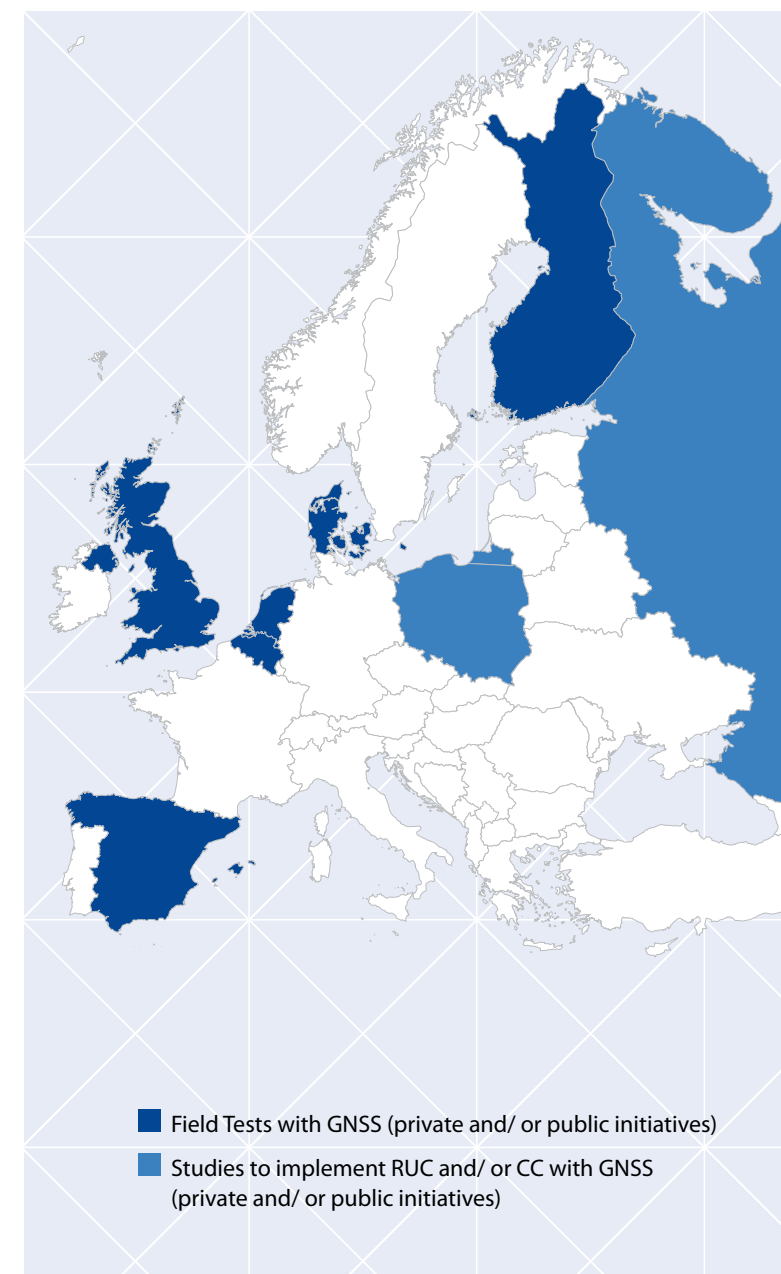 Field Tests with GNSS (private and/ or public initiatives)
Studies to implement RUC and/ or CC with GNSS
(private and/ or public initiatives)